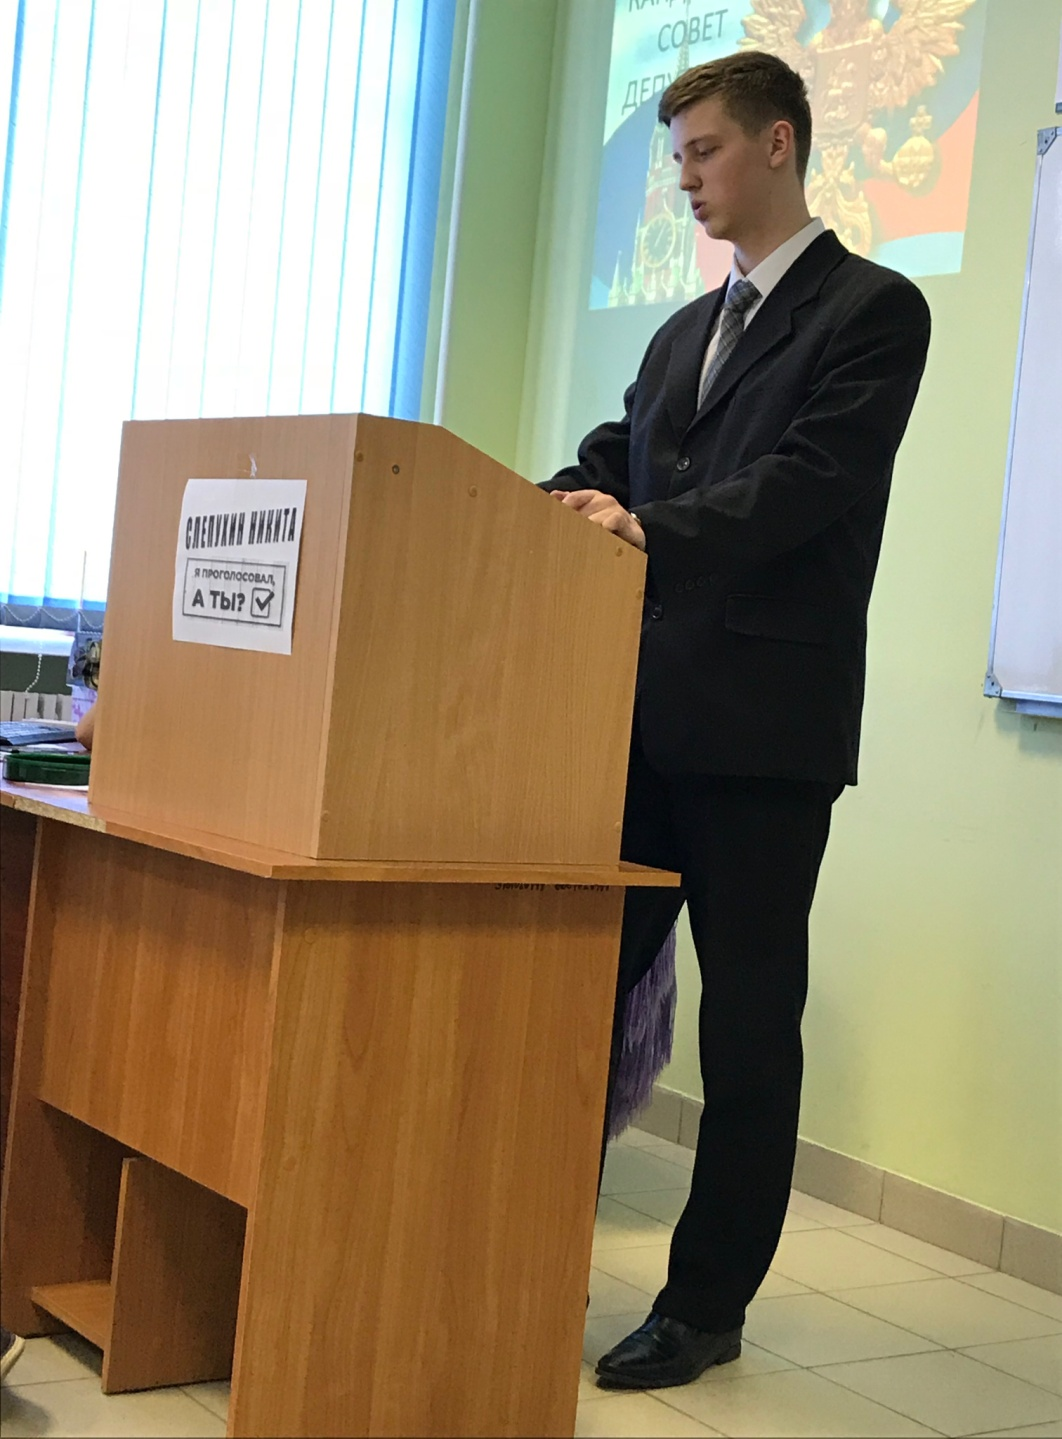 СОВЕТ
СЛЕПУХИН НИКИТА
Я ПРОГОЛОСОВАЛ,
А ТЫ?